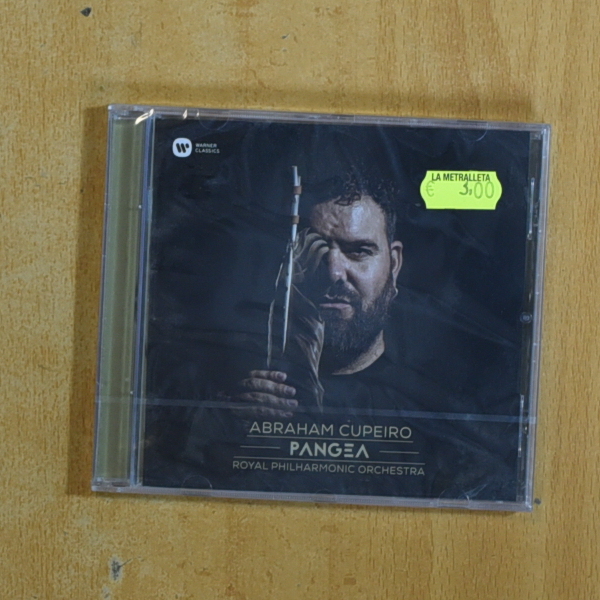 WARNER
CLASSICS
LA METRALLETA
€ 3,00
ABRAHAM CUPEIRO
PANGEA
ROYAL PHILHARMONIC ORCHESTRA